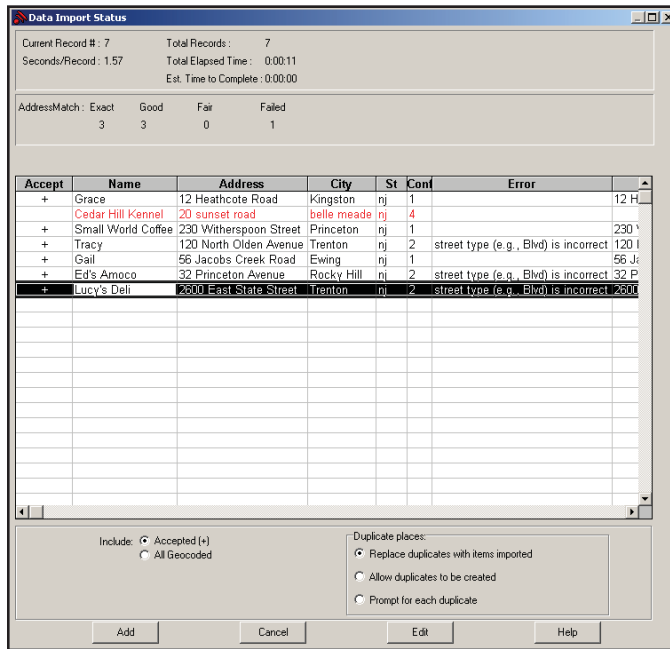 Data Import Status
Current Record # : 7 Total Records : 7
Seconds/Record : 1.57 Total Elapsed Time : 0:00:11
Est. Time to Complete : 0:00:00
AddressMatch : Exact Good Fair Failed
3 3 0 1
Accept Name Address City St Conf Error
+ Grace 12 Heathcote Road Kingston nj 1 12 H
Cedar Hill Kennel 20 sunset road belle meade nj 4
+ Small World Coffee 230 Witherspoon Street Princeton nj 1 230
+ Tracy 120 North Olden Avenue Trenton nj 2 street type (e.g., Blvd) is incorrect 120
+ Gail 56 Jacobs Creek Road Ewing nj 1 56 Ja
+ Ed's Amoco 32 Princeton Avenue Rocky Hill nj 2 street type (e.g., Blvd) is incorrect 32 P
+ Lucy's Deli 2600 East State Street Trenton nj 2 street type (e.g., Blvd) is incorrect 2600
Include: Accepted (+)
All Geocoded
Duplicate places:
Replace duplicates with items imported
Allow duplicates to be created
Prompt for each duplicate
Add Cancel Edit Help